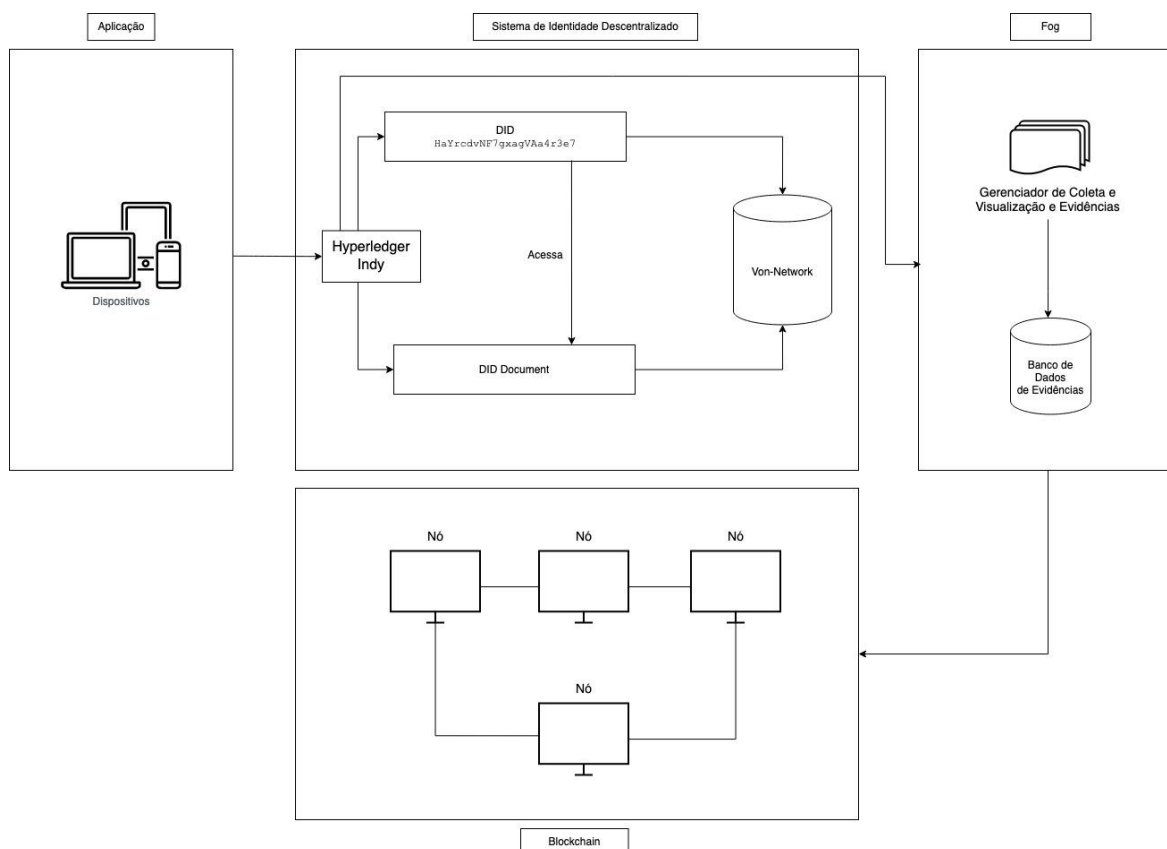 Aplicação
Sistema de Identidade Descentralizado
Fog
DID
HaYrcdvNF7gxagVAa4r3e7
Gerenciador de Coleta e
Visualização e Evidências
Hyperledger
Indy
Acessa
Von-Network
Dispositivos
DID Document
Banco de
Dados
de Evidências
Nó
Nó
Nó
Nó
Blockchain